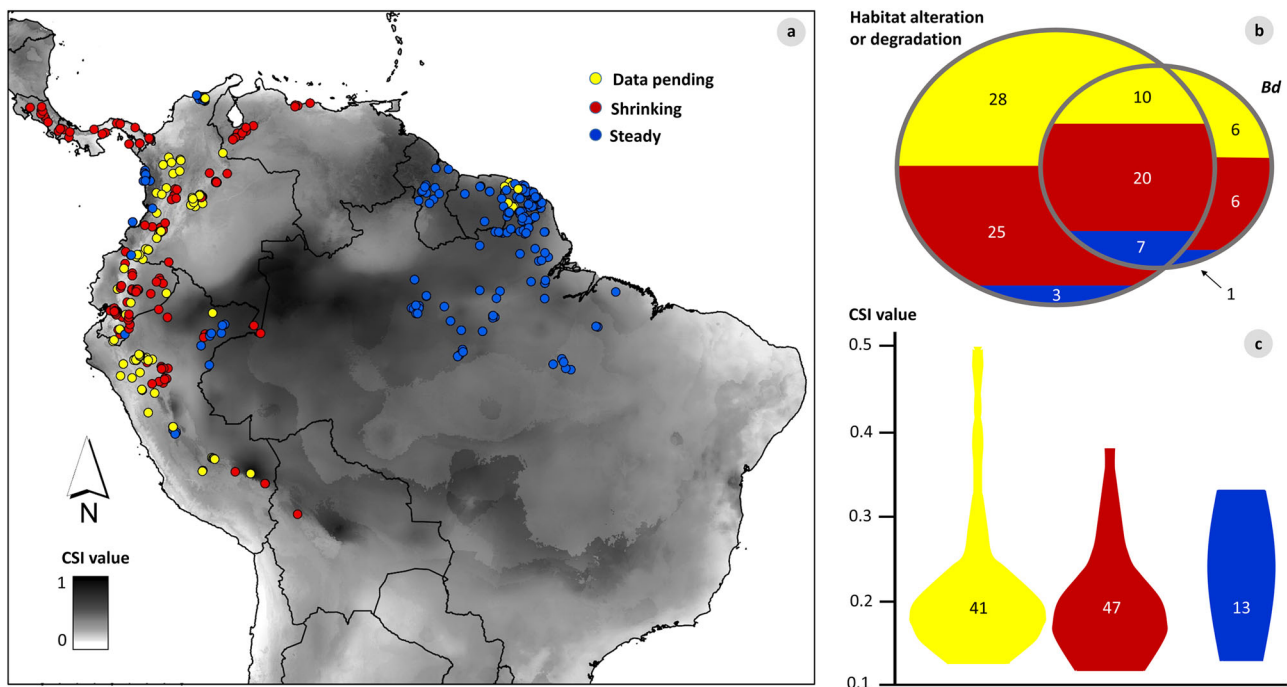 a
Data pending
Shrinking
Steady
N
CSI value
1
0
Habitat alteration
or degradation
b
Bd
28
10
6
20
6
25
7
3
1
CSI value
c
0.5
0.4
0.3
0.2
0.1
41
47
13